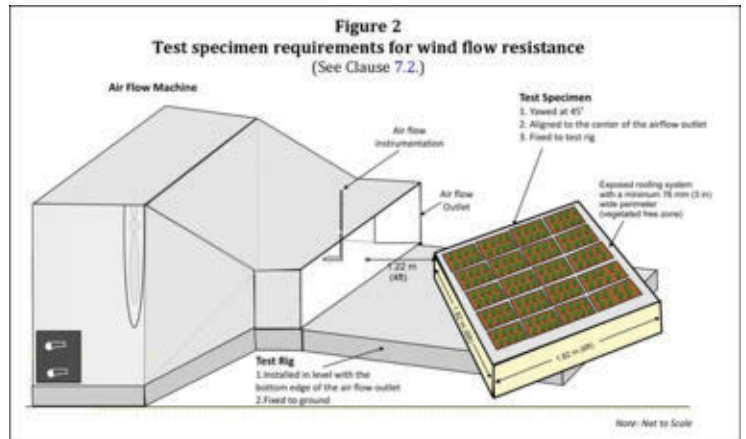 Figure 2
Test specimen requirements for wind flow resistance
(See Clause 7.2.)
Air Flow Machine
Test Specimen
1. Yawed at 45°
2. Aligned to the center of the airflow outlet
3. Fixed to test rig
Air flow
instrumentation
Air flow
Outlet
Exposed roofing system
with a minimum 76 mm (3 in)
wide perimeter
(vegetated free zone)
1.22 m
(4ft)
1.82 m (6ft)
1.82 m (6ft)
Test Rig
1.Installed in level with the
bottom edge of the air flow outlet
2.Fixed to ground
Note: Not to Scale